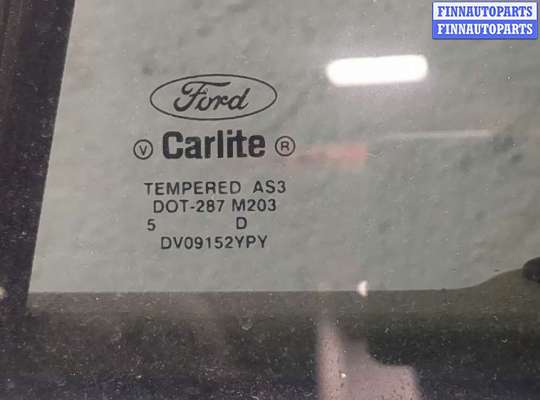 FINNAUTOPARTS
FINNAUTOPARTS
Ford
V Carlite R
TEMPERED AS3
DOT-287 M203
5 D
DV09152YPY